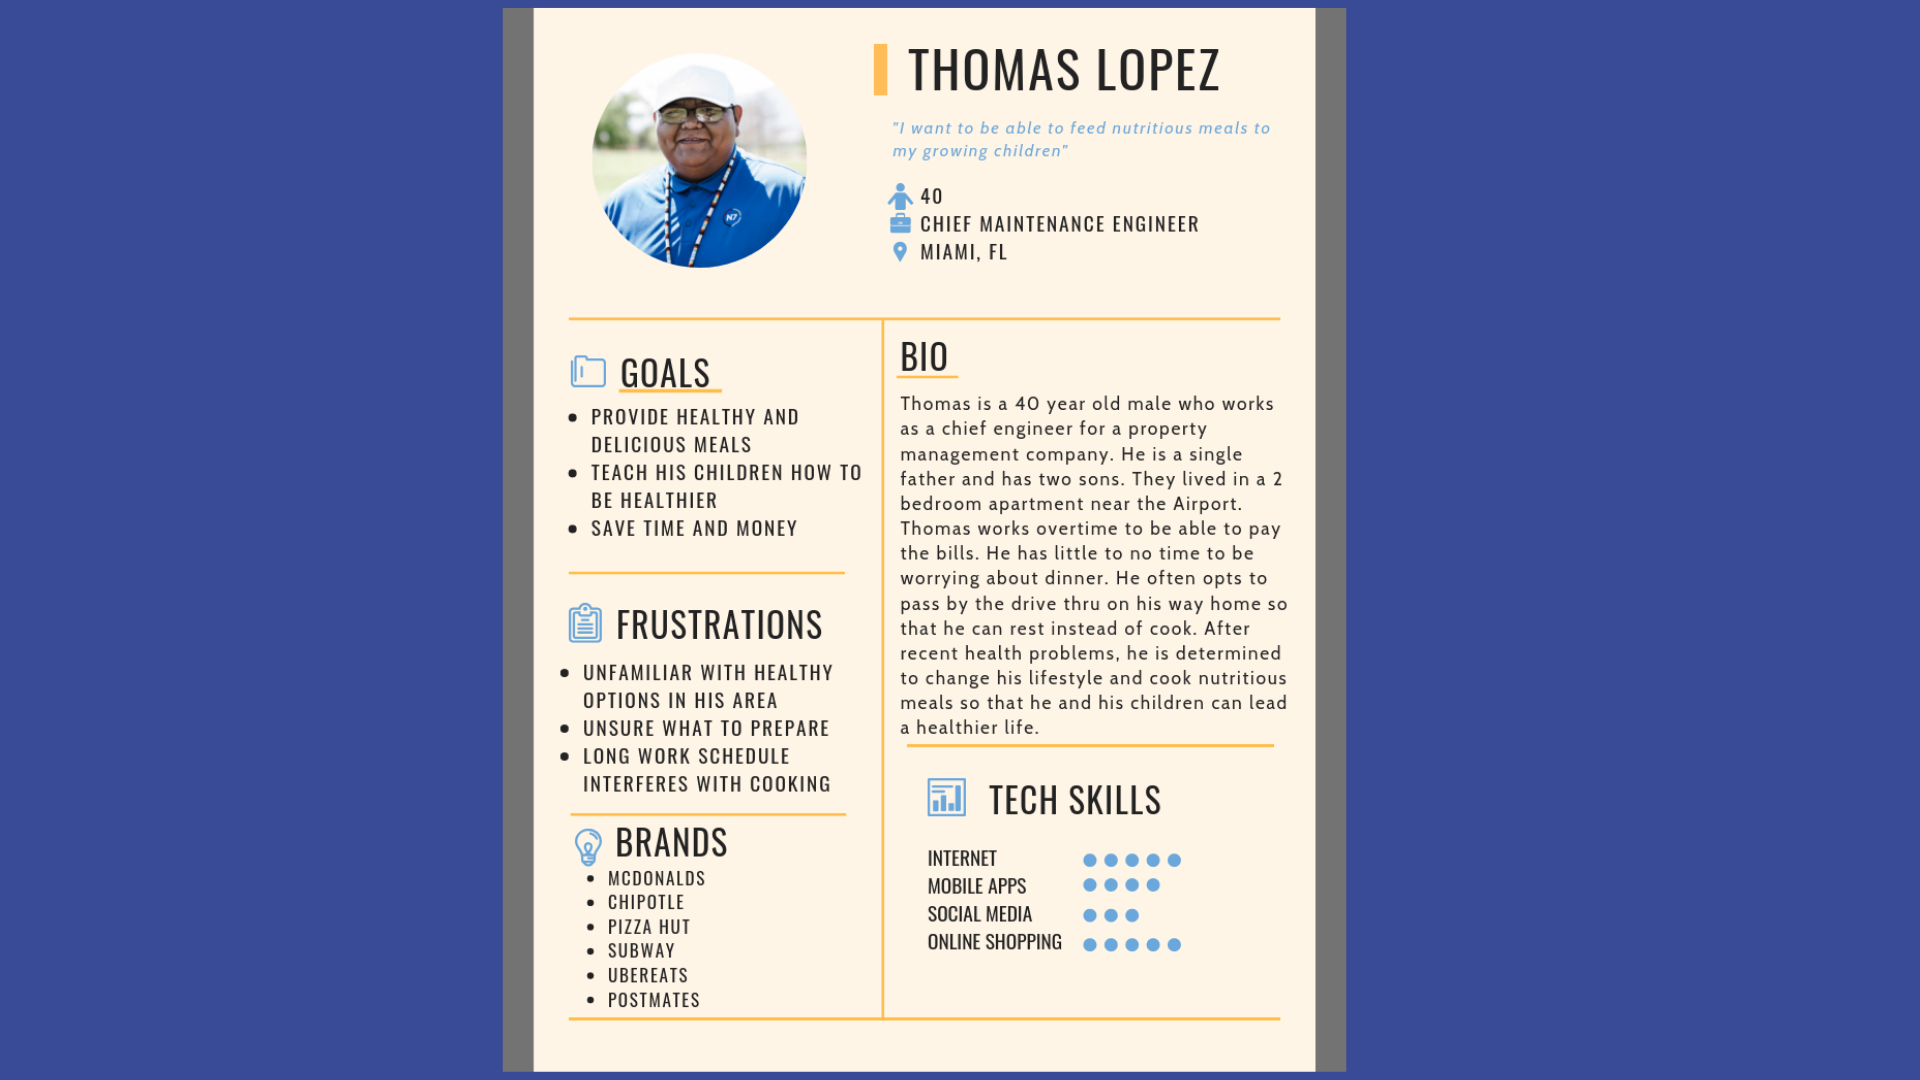 THOMAS LOPEZ
"I want to be able to feed nutritious meals to
my growing children"
40
CHIEF MAINTENANCE ENGINEER
MIAMI, FL
N7
GOALS
PROVIDE HEALTHY AND
DELICIOUS MEALS
TEACH HIS CHILDREN HOW TO
BE HEALTHIER
SAVE TIME AND MONEY
FRUSTRATIONS
UNFAMILIAR WITH HEALTHY
OPTIONS IN HIS AREA
UNSURE WHAT TO PREPARE
LONG WORK SCHEDULE
INTERFERES WITH COOKING
BRANDS
MCDONALDS
CHIPOTLE
PIZZA HUT
SUBWAY
UBEREATS
POSTMATES
BIO
Thomas is a 40 year old male who works
as a chief engineer for a property
management company. He is a single
father and has two sons. They lived in a 2
bedroom apartment near the Airport.
Thomas works overtime to be able to pay
the bills. He has little to no time to be
worrying about dinner. He often opts to
pass by the drive thru on his way home so
that he can rest instead of cook. After
recent health problems, he is determined
to change his lifestyle and cook nutritious
meals so that he and his children can lead
a healthier life.
TECH SKILLS
INTERNET
MOBILE APPS
SOCIAL MEDIA
ONLINE SHOPPING